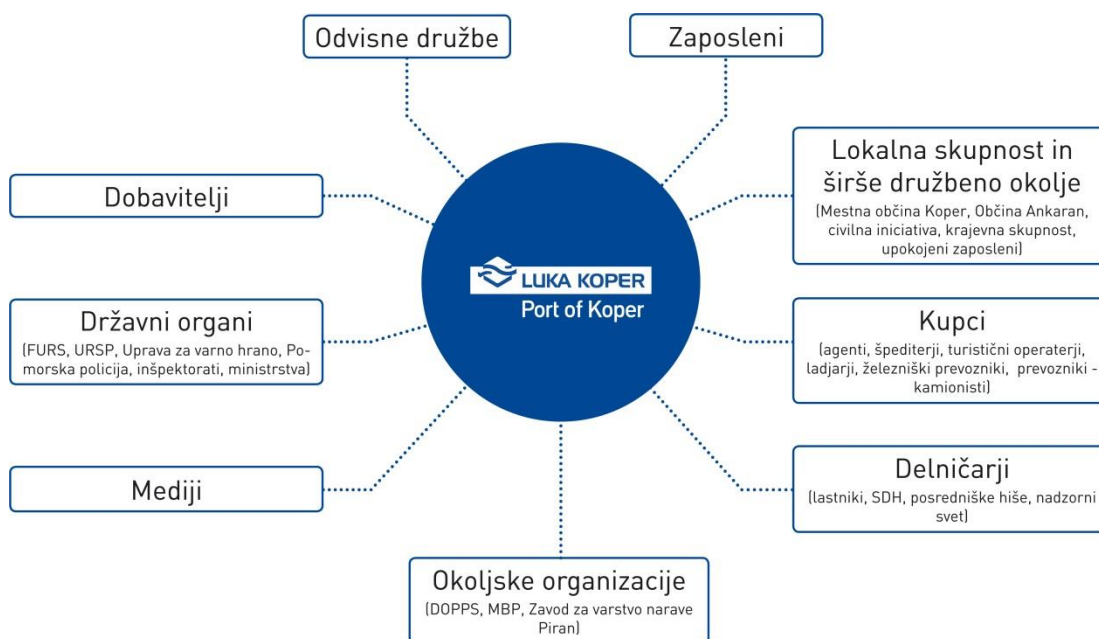 Odvisne družbe
Zaposleni
Dobavitelji
Lokalna skupnost in
širše družbeno okolje
(Mestna občina Koper, Občina Ankaran,
civilna iniciativa, krajevna skupnost,
upokojeni zaposleni)
LUKA KOPER
Port of Koper
Državni organi
(FURS, URSP, Uprava za varno hrano, Po-
morska policija, inšpektorati, ministrstva)
Kupci
(agenti, špediterji, turistični operaterji,
ladjarji, železniški prevozniki, prevozniki -
kamionisti)
Mediji
Delničarji
(lastniki, SDH, posredniške hiše, nadzorni
svet)
Okoljske organizacije
(DOPPS, MBP, Zavod za varstvo narave
Piran)